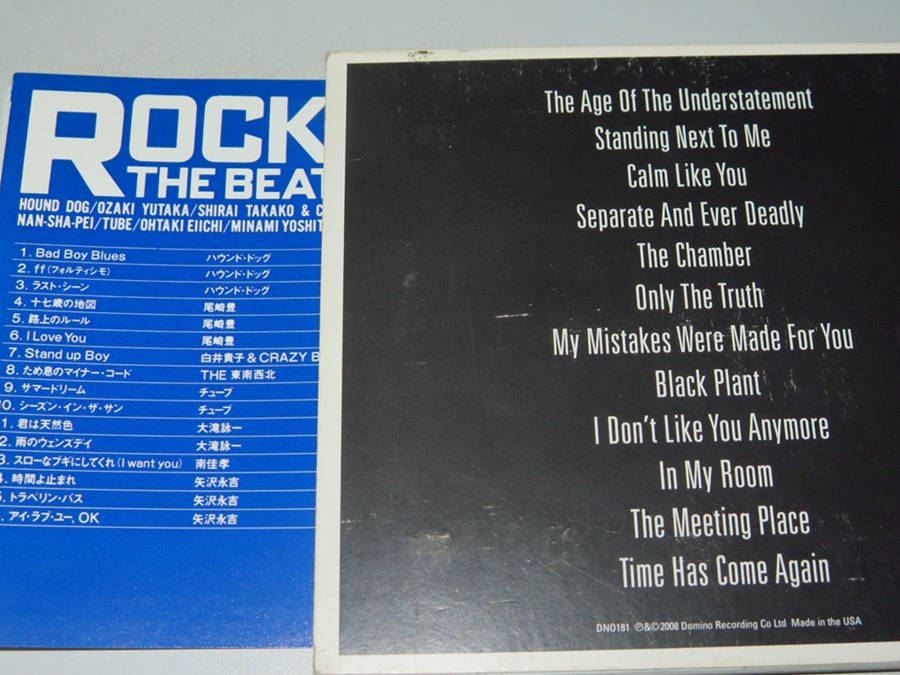 ROCK
THE BEAT
HOUND DOG/OZAKI YUTAKA/SHIRAI TAKAKO & C
NAN-SHA-PEI/TUBE/OHTAKI EIICHI/MINAMI YOSHIT
1. Bad Boy Blues ハウンド・ドッグ
2. ff(フォルティシモ) ハウンド・ドッグ
3. ラスト・シーン ハウンド・ドッグ
4. 十七歳の地図 尾崎豊
5. 路上のルール 尾崎豊
6. I Love You 尾崎豊
7. Stand up Boy 白井貴子 & CRAZY B
8. ため息のマイナー・コード THE 東南西北
9. サマードリーム チューブ
10. シーズン・イン・ザ・サン チューブ
1. 君は天然色 大滝詠一
2. 雨のウェンズデイ 大滝詠一
3. スローなブギにしてくれ(I want you) 南佳孝
4. 時間よ止まれ 矢沢永吉
5. トラベリン・バス 矢沢永吉
. アイ・ラブ・ユー, OK 矢沢永吉
The Age Of The Understatement
Standing Next To Me
Calm Like You
Separate And Ever Deadly
The Chamber
Only The Truth
My Mistakes Were Made For You
Black Plant
I Don't Like You Anymore
In My Room
The Meeting Place
Time Has Come Again
DNO181 ℗&©2008 Domino Recording Co Ltd Made in the USA